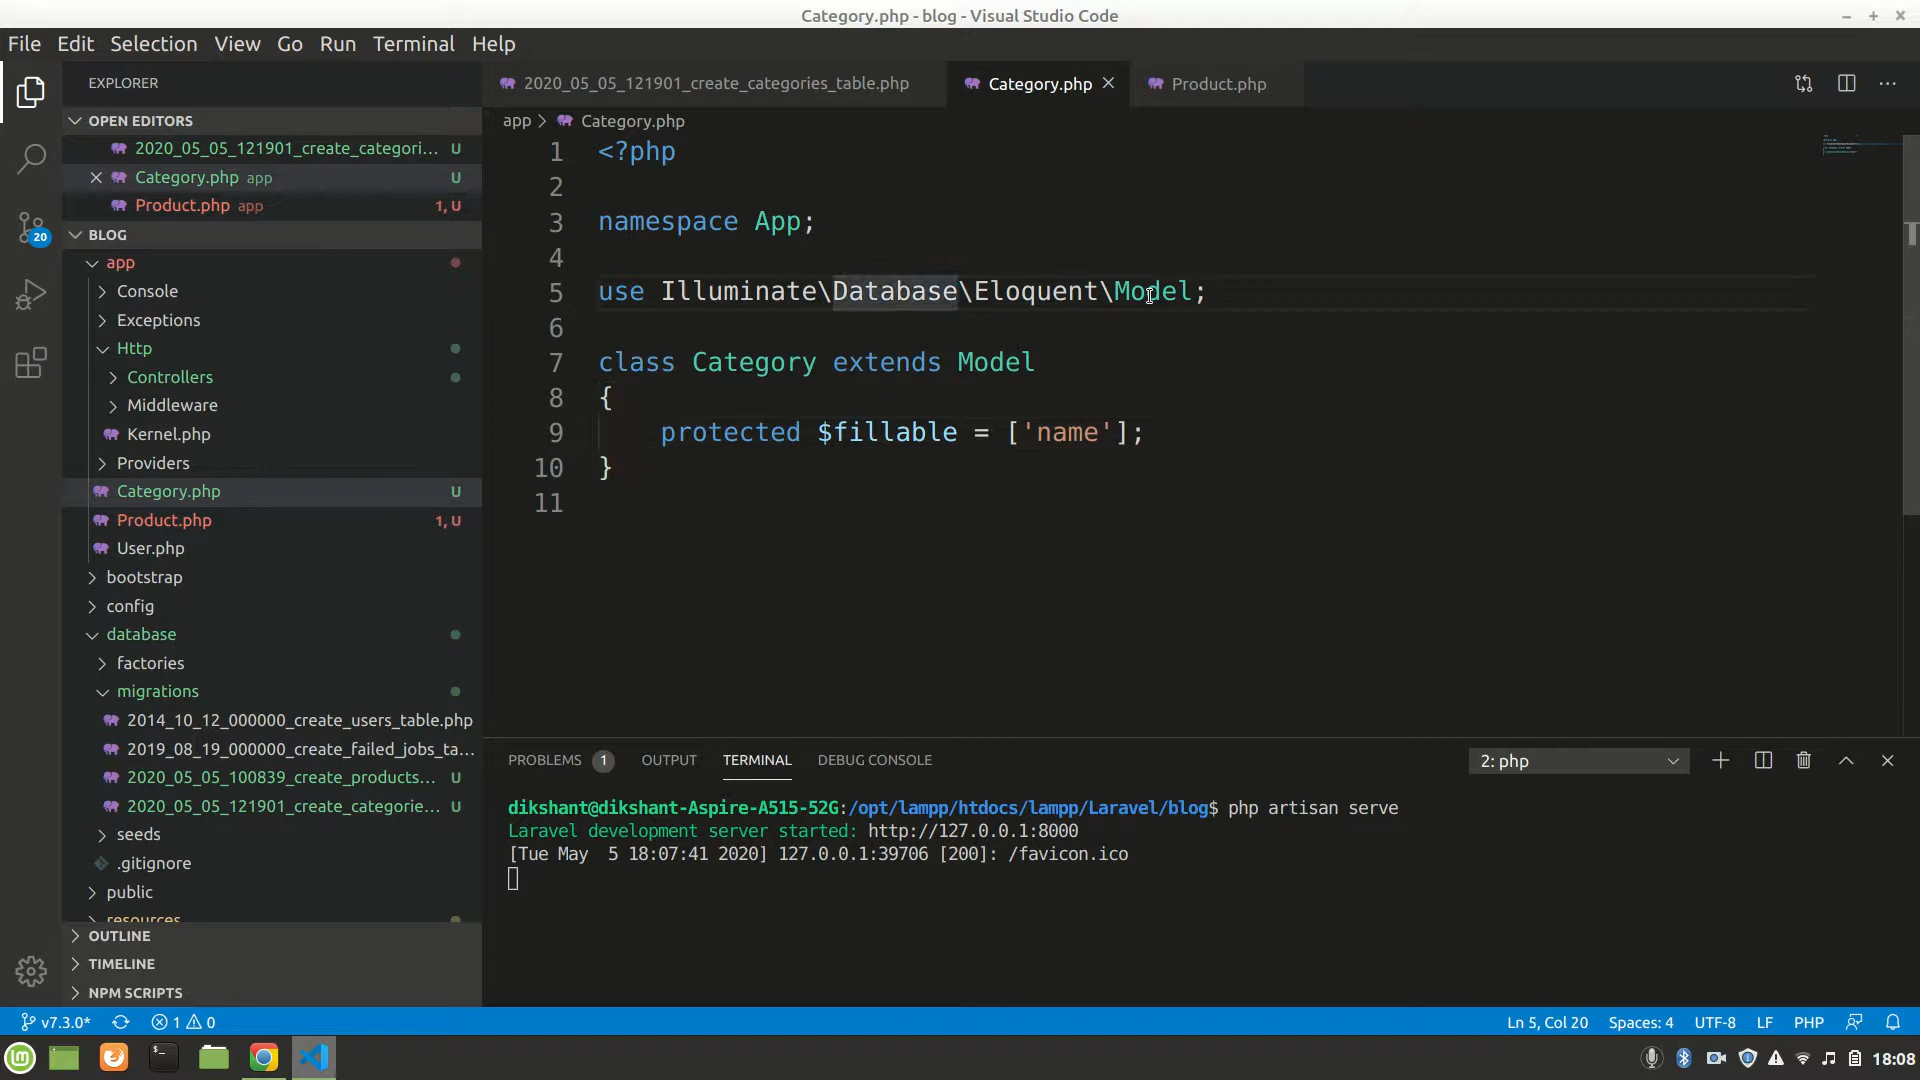 Category.php - blog - Visual Studio Code
File Edit Selection View Go Run Terminal Help
EXPLORER
2020_05_05_121901_create_categories_table.php
Category.php
Product.php
OPEN EDITORS
2020_05_05_121901_create_categori... U
Category.php app U
Product.php app 1, U
BLOG
app
Console
Exceptions
Http
Controllers
Middleware
Kernel.php
Providers
Category.php U
Product.php 1, U
User.php
bootstrap
config
database
factories
migrations
2014_10_12_000000_create_users_table.php
2019_08_19_000000_create_failed_jobs_ta...
2020_05_05_100839_create_products... U
2020_05_05_121901_create_categorie... U
seeds
.gitignore
public
resources
OUTLINE
TIMELINE
NPM SCRIPTS
20
app > Category.php
1 <?php
2
3 namespace App;
4
5 use Illuminate\Database\Eloquent\Model;
6
7 class Category extends Model
8 {
9 protected $fillable = ['name'];
10 }
11
PROBLEMS 1 OUTPUT TERMINAL DEBUG CONSOLE 2: php
dikshant@dikshant-Aspire-A515-52G:/opt/lampp/htdocs/lampp/Laravel/blog$ php artisan serve
Laravel development server started: http://127.0.0.1:8000
[Tue May  5 18:07:41 2020] 127.0.0.1:39706 [200]: /favicon.ico
v7.3.0* 1 0 Ln 5, Col 20 Spaces: 4 UTF-8 LF PHP
18:08